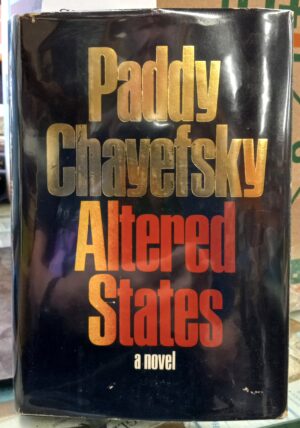 Paddy
Chayefsky
Altered
States
a novel